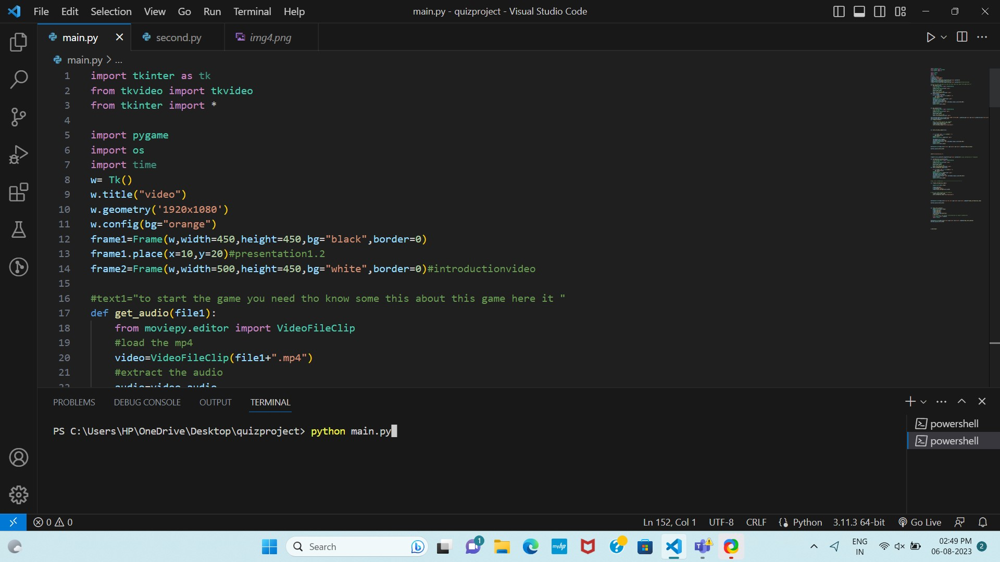 File Edit Selection View Go Run Terminal Help
main.py - quizproject - Visual Studio Code
main.py
second.py
img4.png
main.py > ...
1 import tkinter as tk
2 from tkvideo import tkvideo
3 from tkinter import *
4
5 import pygame
6 import os
7 import time
8 w= Tk()
9 w.title("video")
10 w.geometry('1920x1080')
11 w.config(bg="orange")
12 frame1=Frame(w,width=450,height=450,bg="black",border=0)
13 frame1.place(x=10,y=20)#presentation1.2
14 frame2=Frame(w,width=500,height=450,bg="white",border=0)#introductionvideo
15
16 #text1="to start the game you need tho know some this about this game here it "
17 def get_audio(file1):
18 from moviepy.editor import VideoFileClip
19 #load the mp4
20 video=VideoFileClip(file1+".mp4")
21 #extract the audio
22 audio=video.audio
PROBLEMS DEBUG CONSOLE OUTPUT TERMINAL
PS C:\Users\HP\OneDrive\Desktop\quizproject> python main.py
powershell
powershell
0 0
Ln 152, Col 1 UTF-8 CRLF Python 3.11.3 64-bit Go Live
Search
1
myhp
ENG
IN
02:49 PM
06-08-2023
2